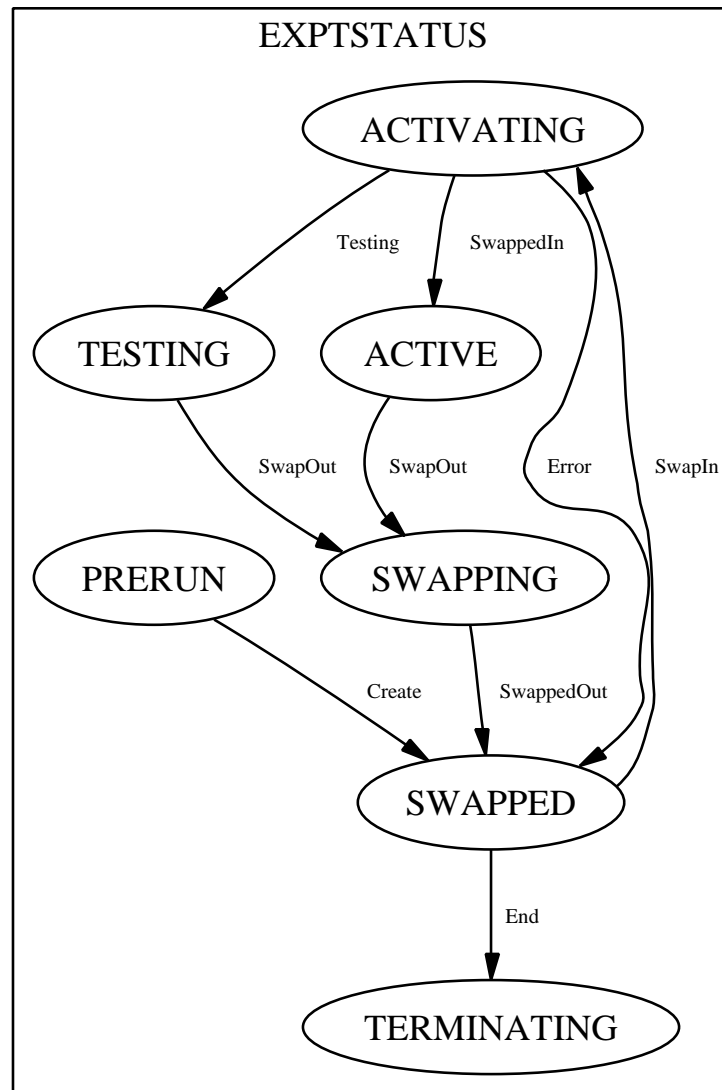 EXPTSTATUS
ACTIVATING
Testing
SwappedIn
TESTING
ACTIVE
SwapOut
SwapOut
Error
SwapIn
PRERUN
SWAPPING
Create
SwappedOut
SWAPPED
End
TERMINATING